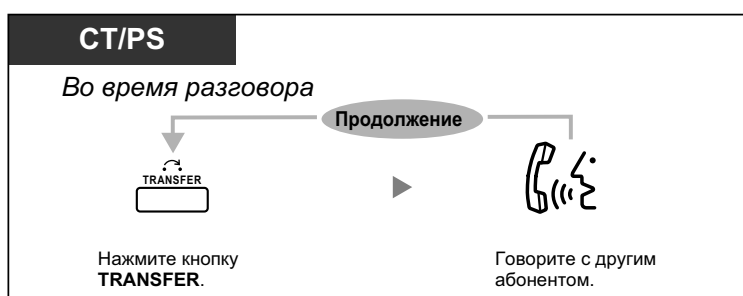 CT/PS
Во время разговора
Продолжение
TRANSFER
Нажмите кнопку
TRANSFER.
Говорите с другим
абонентом.